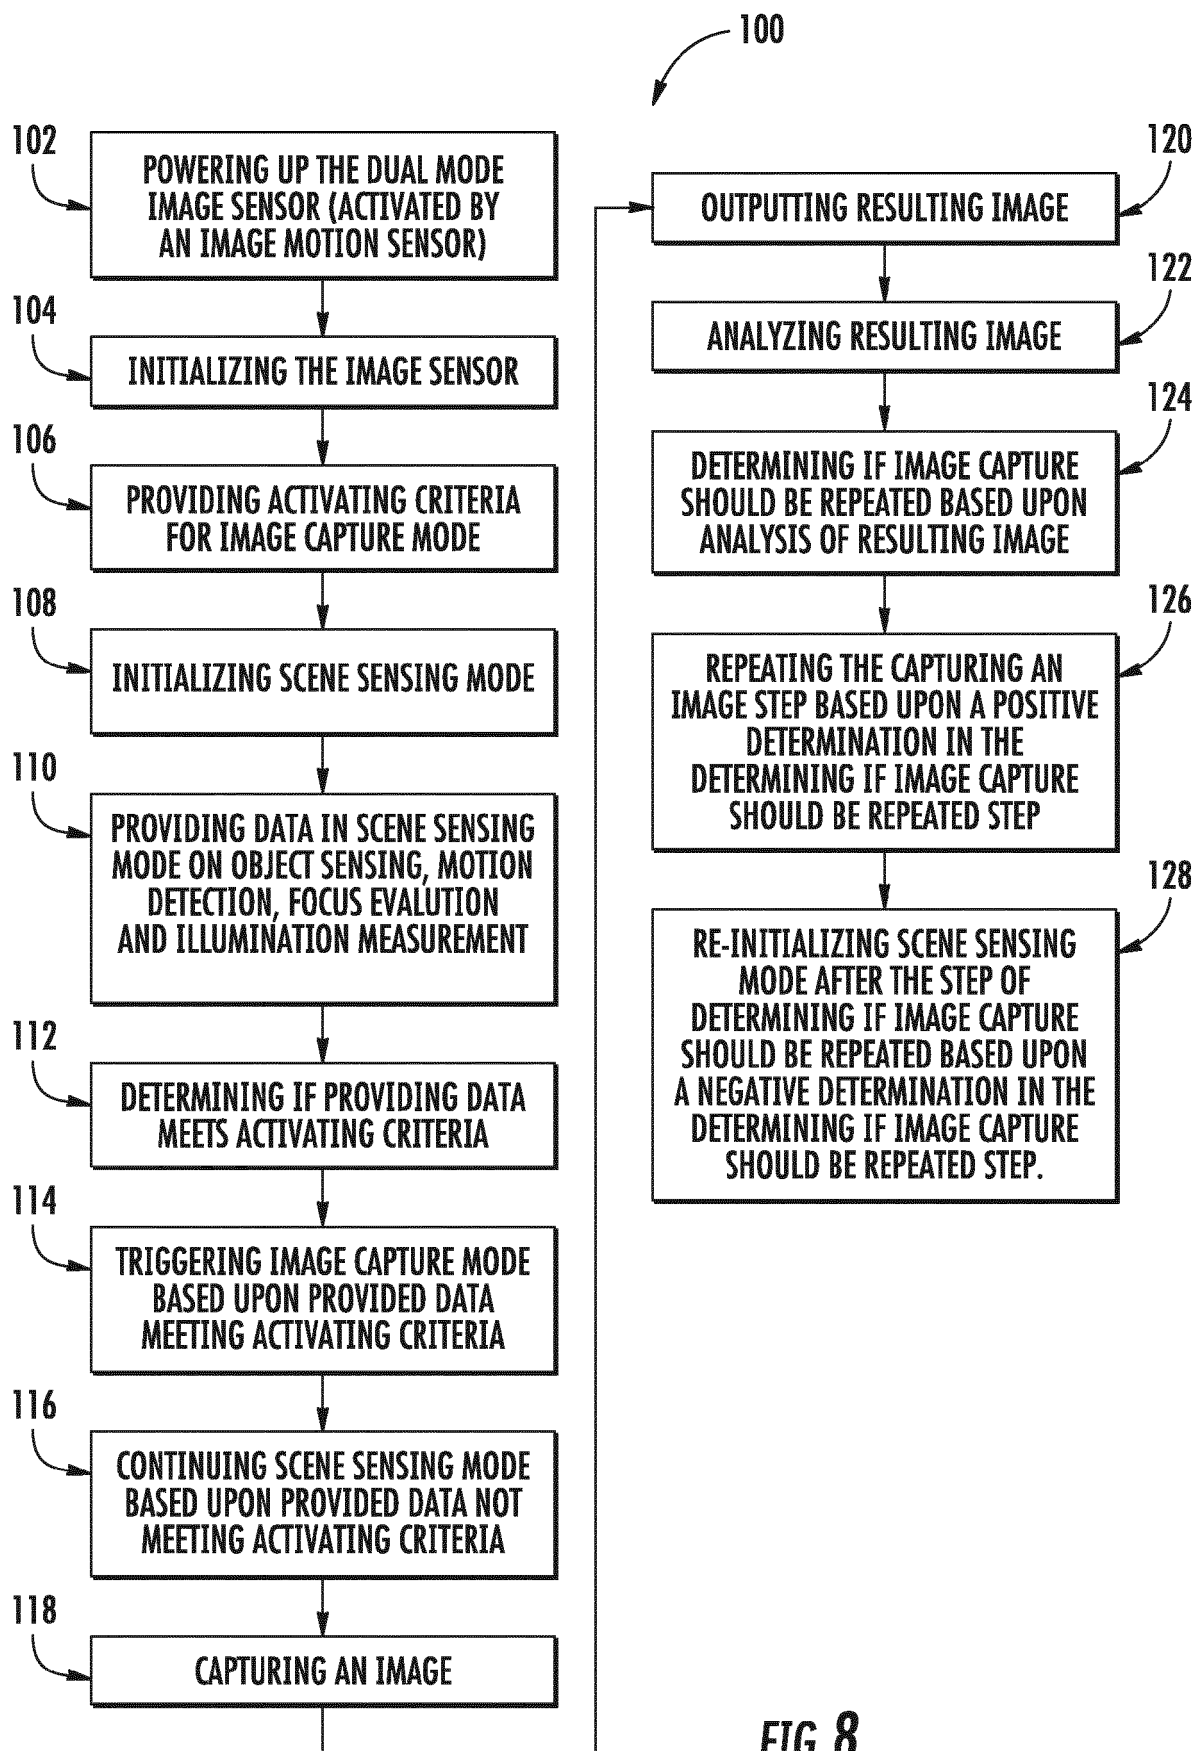 100
102
POWERING UP THE DUAL MODE
IMAGE SENSOR (ACTIVATED BY
AN IMAGE MOTION SENSOR)
104
INITIALIZING THE IMAGE SENSOR
106
PROVIDING ACTIVATING CRITERIA
FOR IMAGE CAPTURE MODE
108
INITIALIZING SCENE SENSING MODE
110
PROVIDING DATA IN SCENE SENSING
MODE ON OBJECT SENSING, MOTION
DETECTION, FOCUS EVALUTION
AND ILLUMINATION MEASUREMENT
112
DETERMINING IF PROVIDING DATA
MEETS ACTIVATING CRITERIA
114
TRIGGERING IMAGE CAPTURE MODE
BASED UPON PROVIDED DATA
MEETING ACTIVATING CRITERIA
116
CONTINUING SCENE SENSING MODE
BASED UPON PROVIDED DATA NOT
MEETING ACTIVATING CRITERIA
118
CAPTURING AN IMAGE
120
OUTPUTTING RESULTING IMAGE
122
ANALYZING RESULTING IMAGE
124
DETERMINING IF IMAGE CAPTURE
SHOULD BE REPEATED BASED UPON
ANALYSIS OF RESULTING IMAGE
126
REPEATING THE CAPTURING AN
IMAGE STEP BASED UPON A POSITIVE
DETERMINATION IN THE
DETERMINING IF IMAGE CAPTURE
SHOULD BE REPEATED STEP
128
RE-INITIALIZING SCENE SENSING
MODE AFTER THE STEP OF
DETERMINING IF IMAGE CAPTURE
SHOULD BE REPEATED BASED UPON
A NEGATIVE DETERMINATION IN THE
DETERMINING IF IMAGE CAPTURE
SHOULD BE REPEATED STEP.
FIG 8